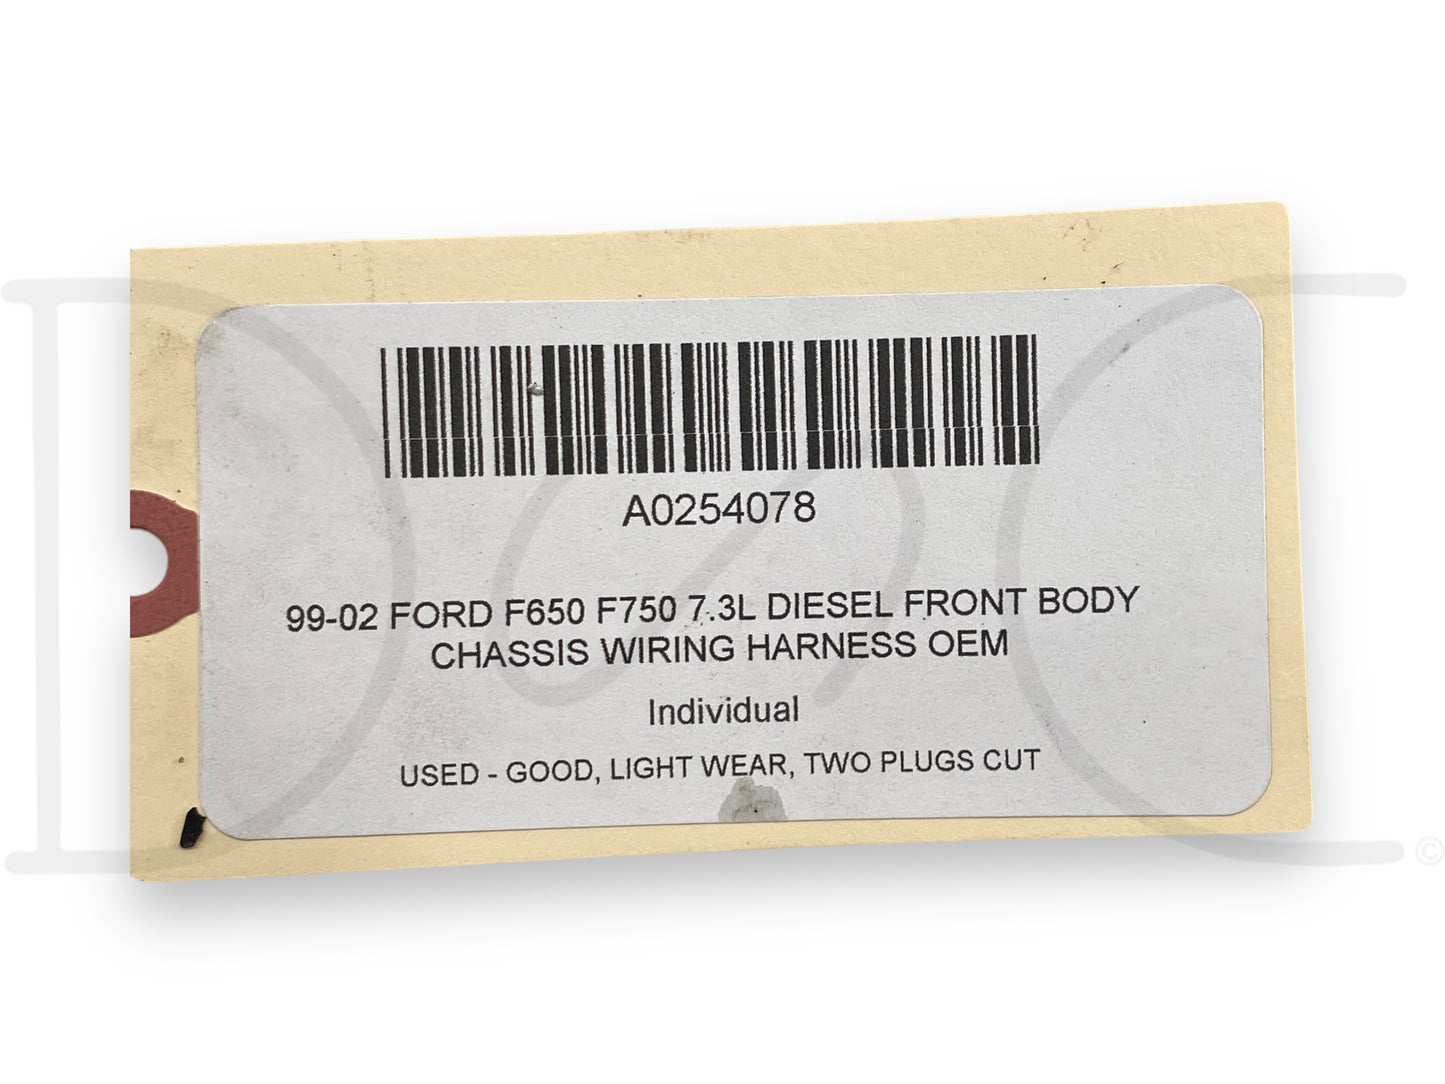 A0254078
99-02 FORD F650 F750 7.3L DIESEL FRONT BODY
CHASSIS WIRING HARNESS OEM
Individual
USED - GOOD, LIGHT WEAR, TWO PLUGS CUT
©